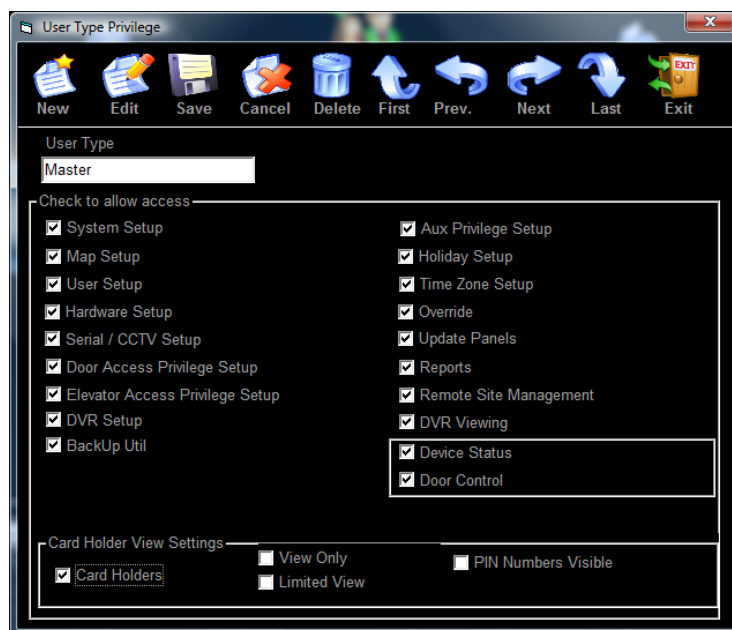 User Type Privilege
EXIT
New Edit Save Cancel Delete First Prev. Next Last Exit
User Type
Master
Check to allow access
System Setup
Aux Privilege Setup
Map Setup
Holiday Setup
User Setup
Time Zone Setup
Hardware Setup
Override
Serial / CCTV Setup
Update Panels
Door Access Privilege Setup
Reports
Elevator Access Privilege Setup
Remote Site Management
DVR Setup
DVR Viewing
BackUp Util
Device Status
Door Control
Card Holder View Settings
View Only
PIN Numbers Visible
Card Holders
Limited View